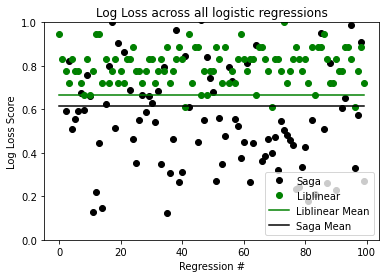 Log Loss across all logistic regressions
1.0
0.8
0.6
0.4
0.2
0.0
Log Loss Score
0
20
40
60
80
100
Regression #
Saga
Liblinear
Liblinear Mean
Saga Mean